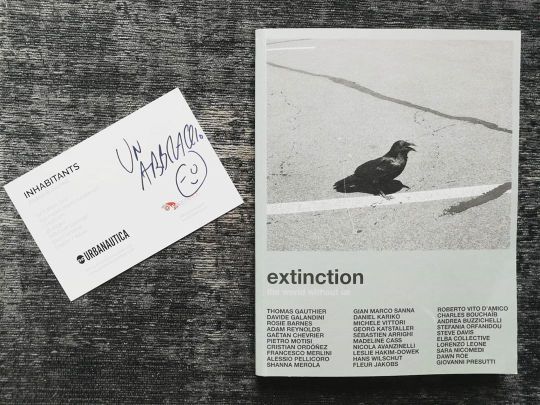 INHABITANTS
UN
ABBRACCIO
URBANAUTICA
extinction
THOMAS GAUTHIER
DAVIDE GALANDINI
ROSIE BARNES
ADAM REYNOLDS
GAËTAN CHEVRIER
PIETRO MOTISI
CRISTIAN ORDÓÑEZ
FRANCESCO MERLINI
ALESSIO PELLICORO
SHANNA MEROLA
GIAN MARCO SANNA
DANIEL KARIKO
MICHELE VITTORI
GEORG KATSTALLER
SÉBASTIEN ARRIGHI
MADELINE CASS
NICOLA AVANZINELLI
LESLIE HAKIM-DOWEK
HANS WILSCHUT
FLEUR JAKOBS
ROBERTO VITO D'AMICO
CHARLES BOUCHAÏB
ANDREA BUZZICHELLI
STEFANIA ORFANIDOU
STEVE DAVIS
ELBA COLLECTIVE
LORENZO LEONE
SARA NICOMEDI
DAWN ROE
GIOVANNI PRESUTTI